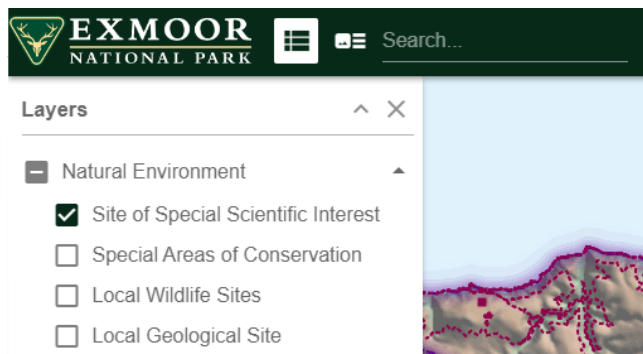 EXMOOR
NATIONAL PARK
Search...
Layers
Natural Environment
Site of Special Scientific Interest
Special Areas of Conservation
Local Wildlife Sites
Local Geological Site